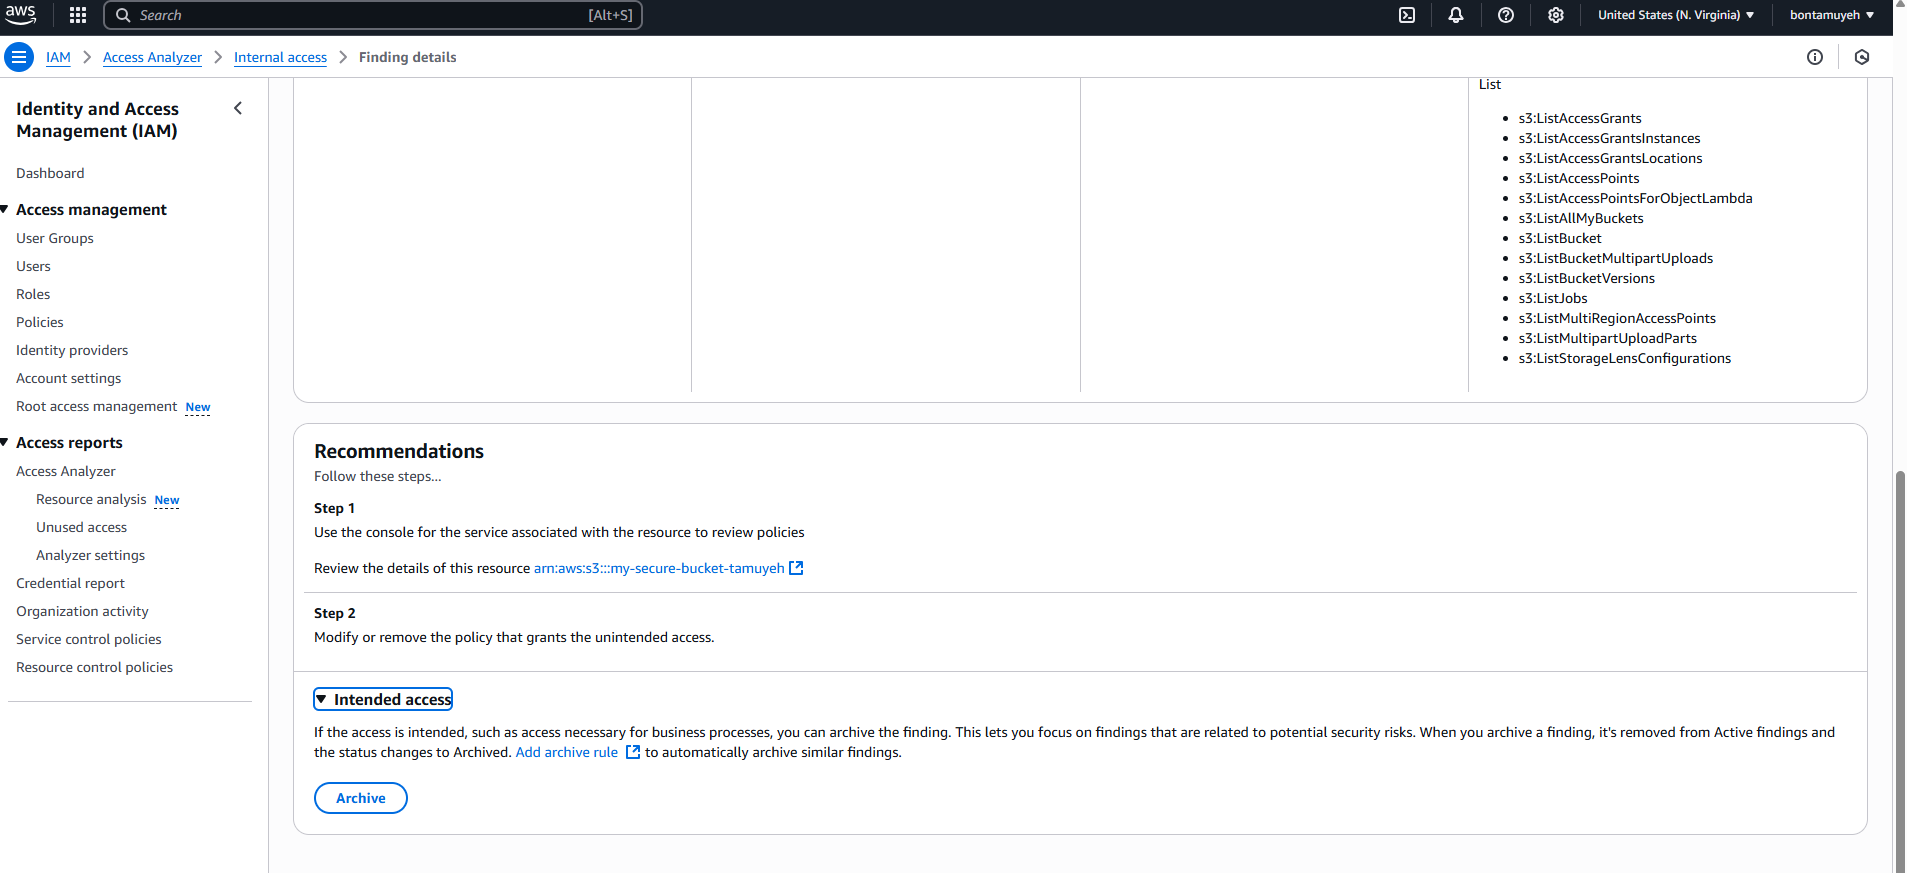 aws
Search [Alt+S]
United States (N. Virginia)
bontamuyeh
IAM
Access Analyzer
Internal access
Finding details
Identity and Access
Management (IAM)
Dashboard
Access management
User Groups
Users
Roles
Policies
Identity providers
Account settings
Root access management New
Access reports
Access Analyzer
Resource analysis New
Unused access
Analyzer settings
Credential report
Organization activity
Service control policies
Resource control policies
List
s3:ListAccessGrants
s3:ListAccessGrantsInstances
s3:ListAccessGrantsLocations
s3:ListAccessPoints
s3:ListAccessPointsForObjectLambda
s3:ListAllMyBuckets
s3:ListBucket
s3:ListBucketMultipartUploads
s3:ListBucketVersions
s3:ListJobs
s3:ListMultiRegionAccessPoints
s3:ListMultipartUploadParts
s3:ListStorageLensConfigurations
Recommendations
Follow these steps...
Step 1
Use the console for the service associated with the resource to review policies
Review the details of this resource arn:aws:s3:::my-secure-bucket-tamuyeh
Step 2
Modify or remove the policy that grants the unintended access.
Intended access
If the access is intended, such as access necessary for business processes, you can archive the finding. This lets you focus on findings that are related to potential security risks. When you archive a finding, it's removed from Active findings and
the status changes to Archived. Add archive rule to automatically archive similar findings.
Archive